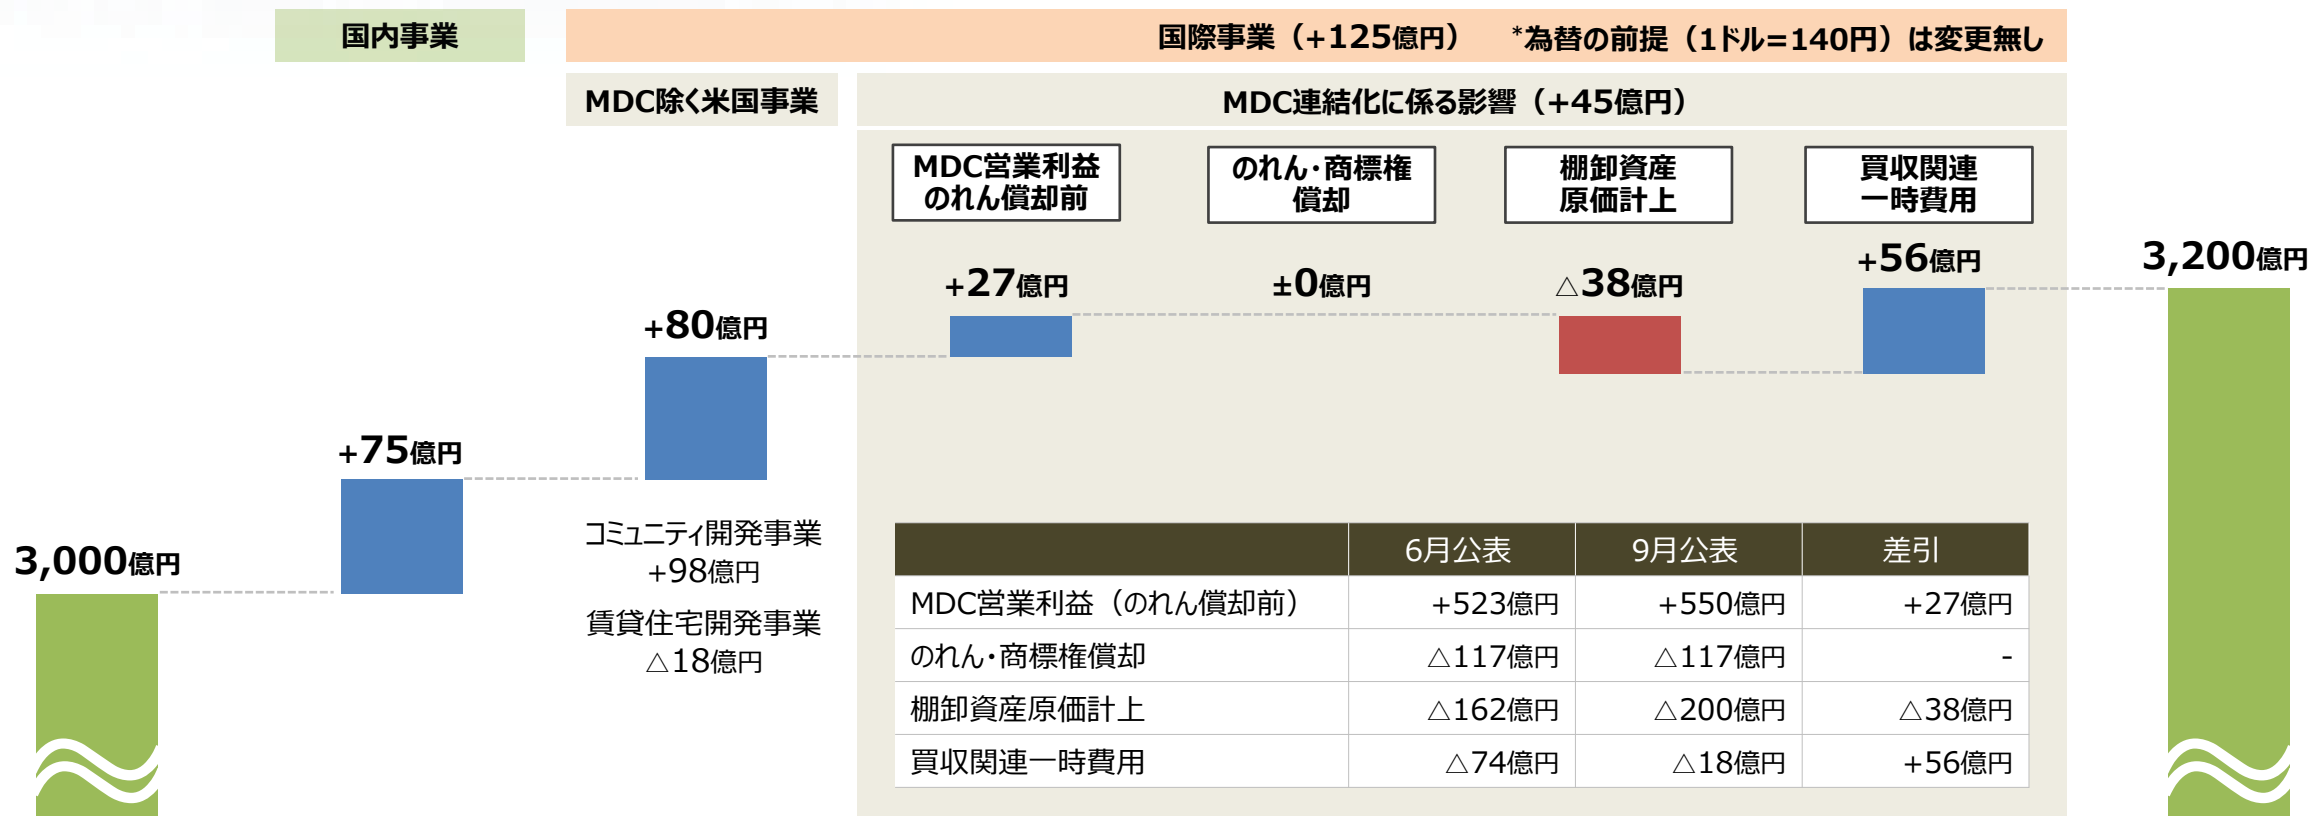 国内事業
国際事業（+125億円） *為替の前提（1ドル=140円）は変更無し
MDC除く米国事業
MDC連結化に係る影響（+45億円）
MDC営業利益
のれん償却前
のれん・商標権
償却
棚卸資産
原価計上
買収関連
一時費用
3,000億円
+75億円
+80億円
+27億円
±0億円
△38億円
+56億円
3,200億円
コミュニティ開発事業
+98億円
賃貸住宅開発事業
△18億円
6月公表 9月公表 差引
MDC営業利益（のれん償却前） +523億円 +550億円 +27億円
のれん・商標権償却 △117億円 △117億円 -
棚卸資産原価計上 △162億円 △200億円 △38億円
買収関連一時費用 △74億円 △18億円 +56億円